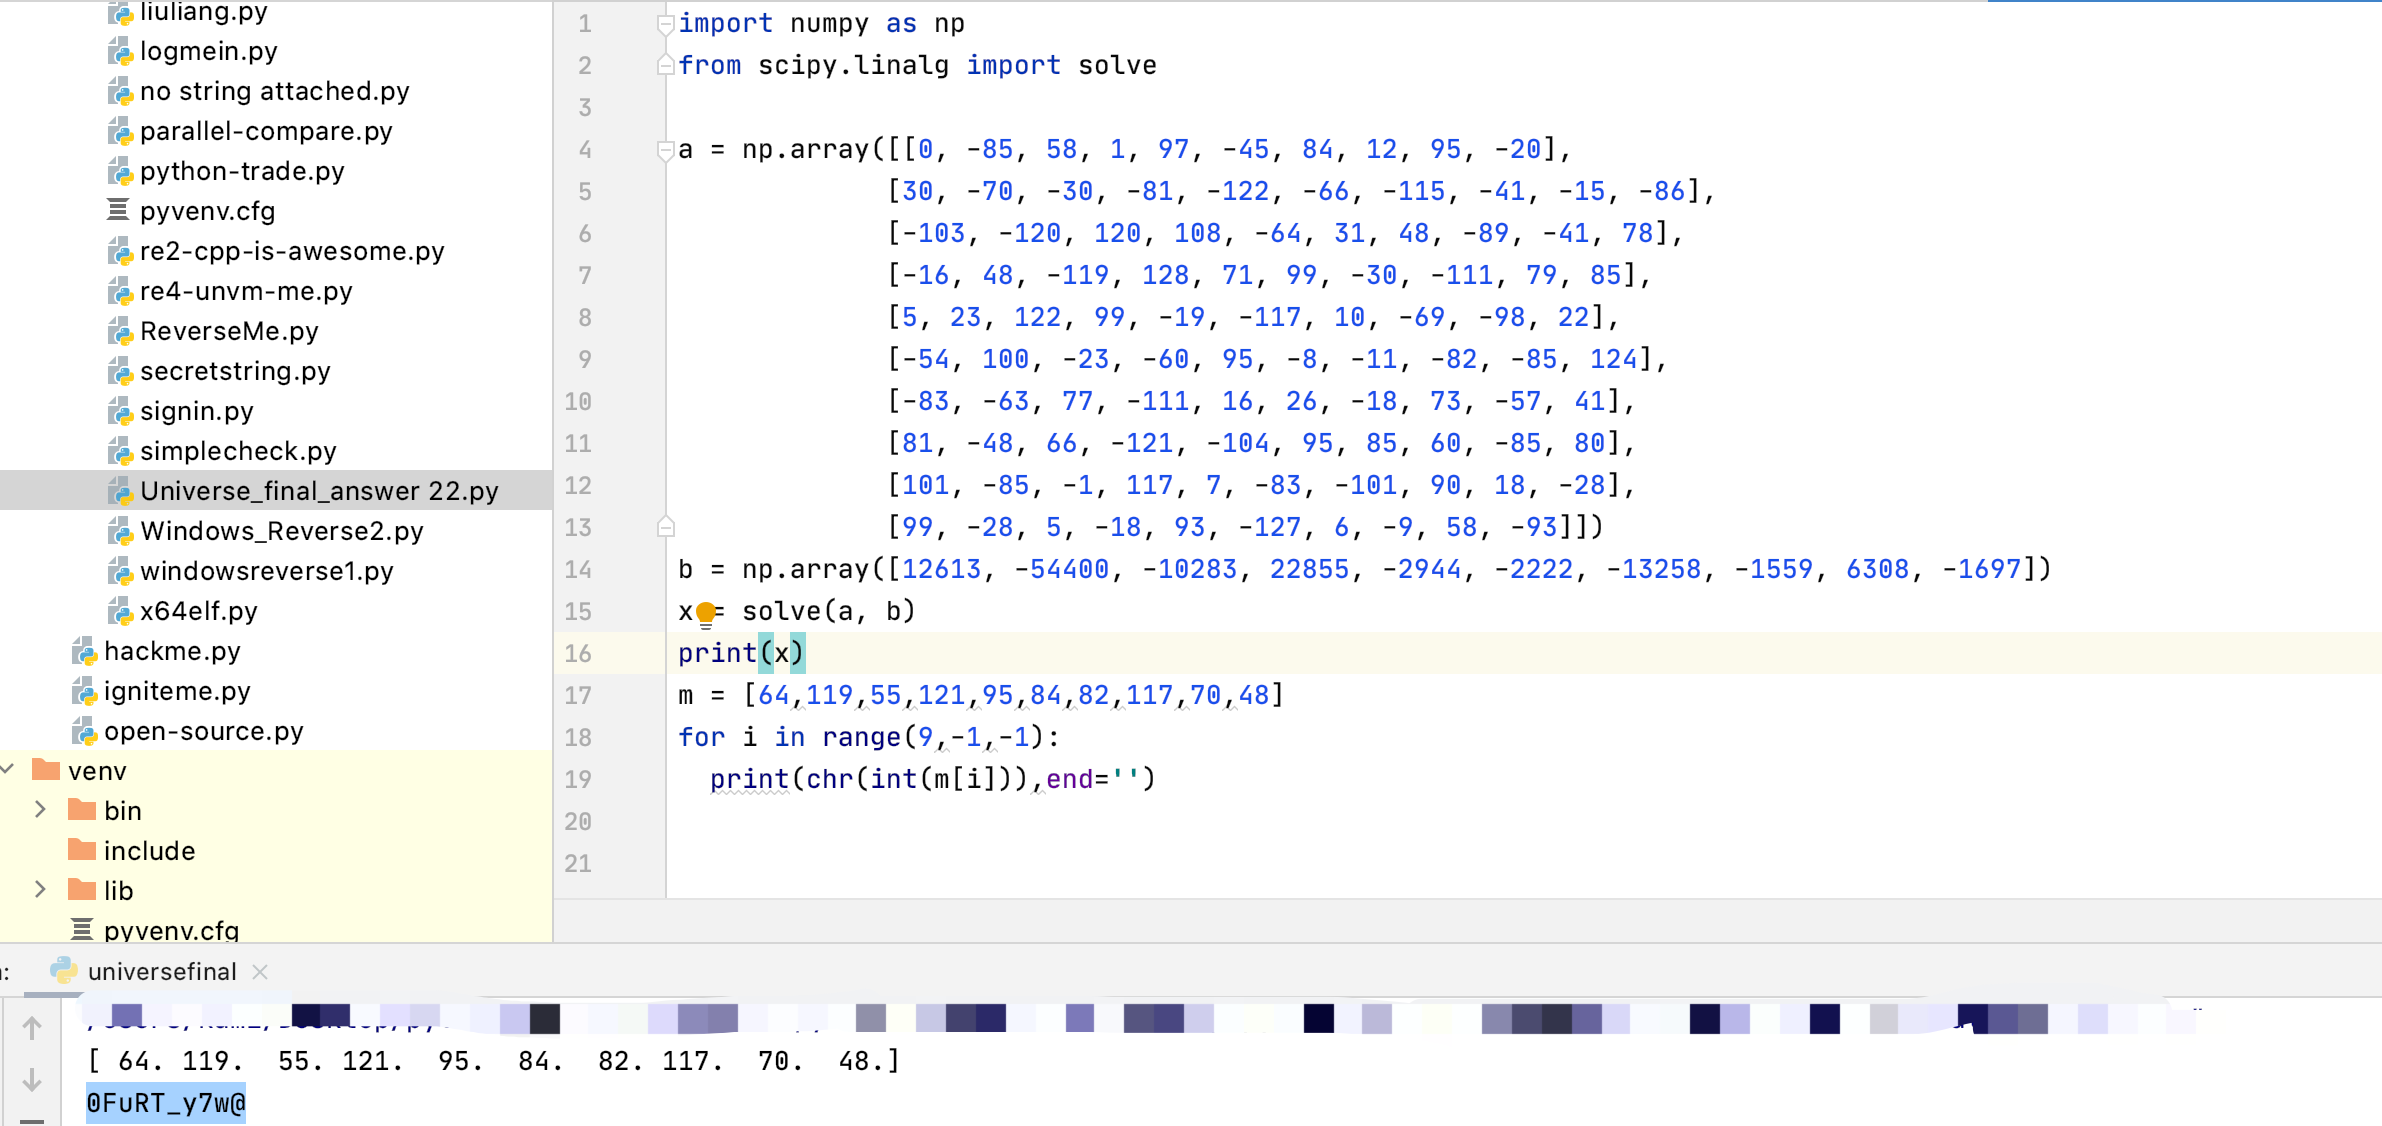 liuliang.py
logmein.py
no string attached.py
parallel-compare.py
python-trade.py
pyvenv.cfg
re2-cpp-is-awesome.py
re4-unvm-me.py
ReverseMe.py
secretstring.py
signin.py
simplecheck.py
Universe_final_answer 22.py
Windows_Reverse2.py
windowsreverse1.py
x64elf.py
hackme.py
igniteme.py
open-source.py
venv
bin
include
lib
pyvenv.cfg
1 import numpy as np
2 from scipy.linalg import solve
3
4 a = np.array([[0, -85, 58, 1, 97, -45, 84, 12, 95, -20],
5 [30, -70, -30, -81, -122, -66, -115, -41, -15, -86],
6 [-103, -120, 120, 108, -64, 31, 48, -89, -41, 78],
7 [-16, 48, -119, 128, 71, 99, -30, -111, 79, 85],
8 [5, 23, 122, 99, -19, -117, 10, -69, -98, 22],
9 [-54, 100, -23, -60, 95, -8, -11, -82, -85, 124],
10 [-83, -63, 77, -111, 16, 26, -18, 73, -57, 41],
11 [81, -48, 66, -121, -104, 95, 85, 60, -85, 80],
12 [101, -85, -1, 117, 7, -83, -101, 90, 18, -28],
13 [99, -28, 5, -18, 93, -127, 6, -9, 58, -93]])
14 b = np.array([12613, -54400, -10283, 22855, -2944, -2222, -13258, -1559, 6308, -1697])
15 x = solve(a, b)
16 print(x)
17 m = [64,119,55,121,95,84,82,117,70,48]
18 for i in range(9,-1,-1):
19 print(chr(int(m[i])),end='')
20
21
universefinal
[ 64. 119.  55. 121.  95.  84.  82. 117.  70.  48.]
0FuRT_y7w@